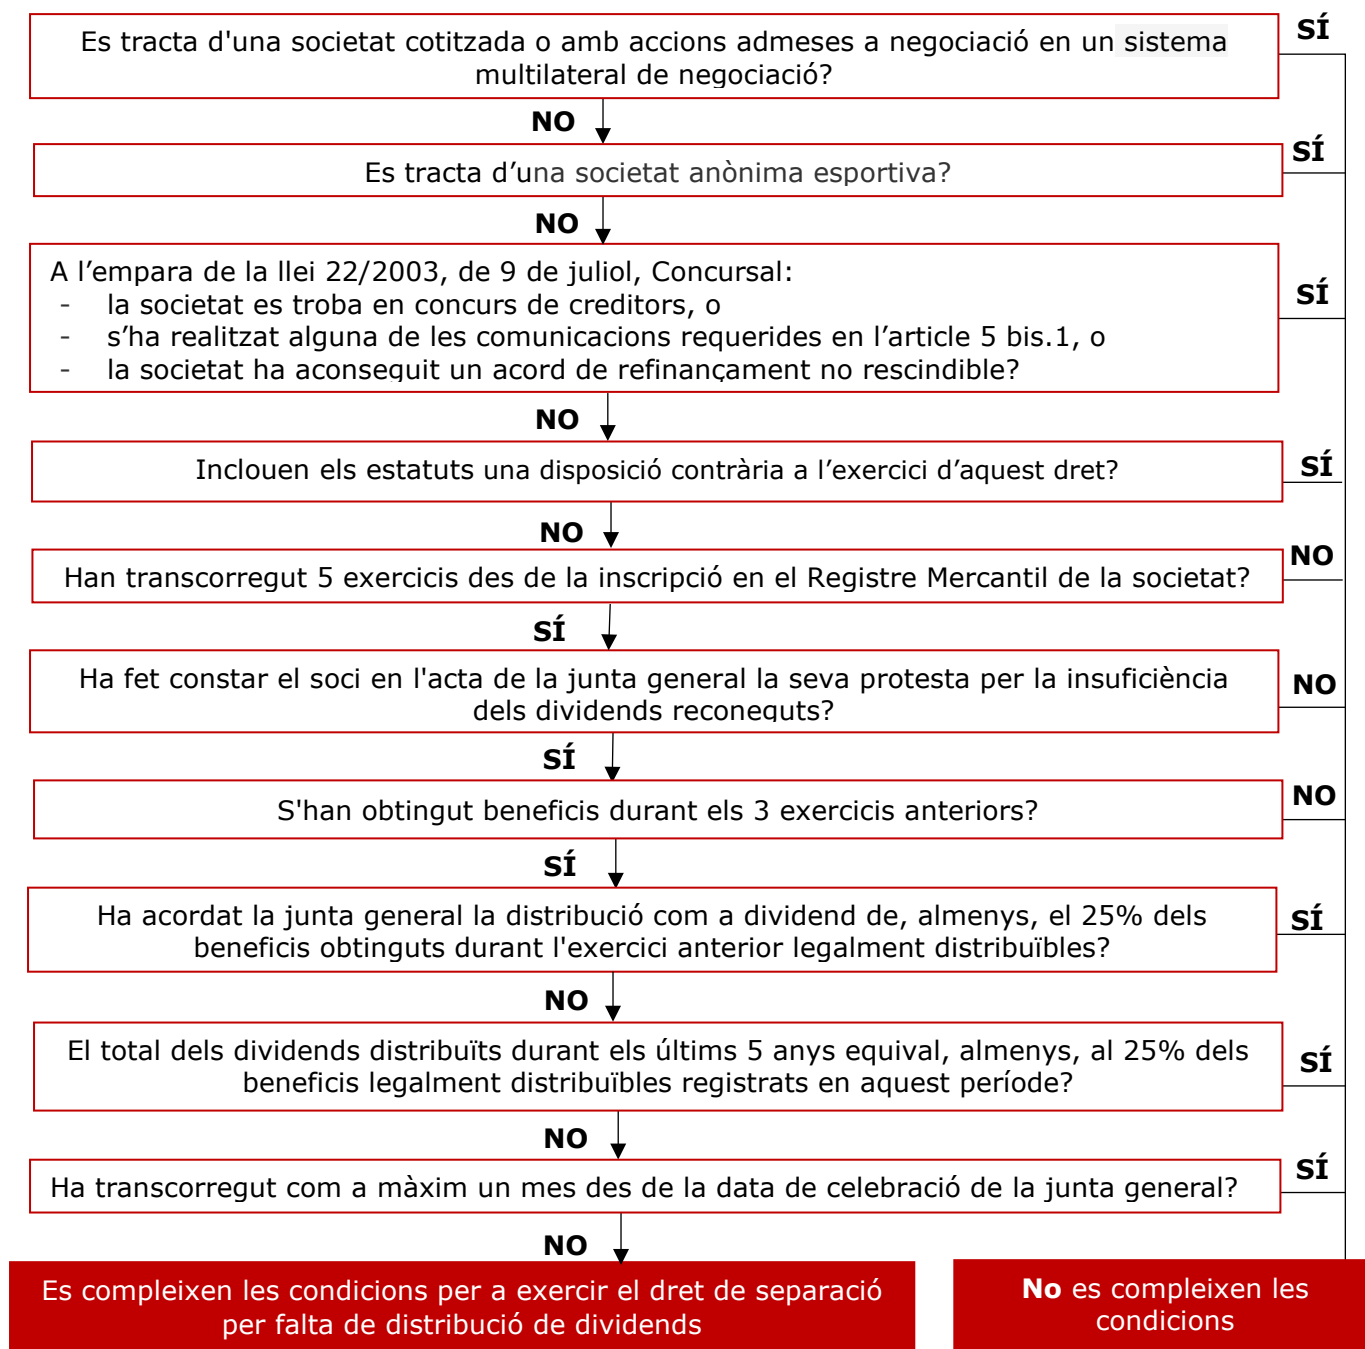 Es tracta d'una societat cotitzada o amb accions admeses a negociació en un sistema
multilateral de negociació?
SÍ
NO
Es tracta d’una societat anònima esportiva?
SÍ
NO
A l’empara de la llei 22/2003, de 9 de juliol, Concursal:
- la societat es troba en concurs de creditors, o
- s’ha realitzat alguna de les comunicacions requerides en l’article 5 bis.1, o
- la societat ha aconseguit un acord de refinançament no rescindible?
SÍ
NO
Inclouen els estatuts una disposició contrària a l’exercici d’aquest dret?
SÍ
NO
Han transcorregut 5 exercicis des de la inscripció en el Registre Mercantil de la societat?
NO
SÍ
Ha fet constar el soci en l'acta de la junta general la seva protesta per la insuficiència
dels dividends reconeguts?
NO
SÍ
S'han obtingut beneficis durant els 3 exercicis anteriors?
NO
SÍ
Ha acordat la junta general la distribució com a dividend de, almenys, el 25% dels
beneficis obtinguts durant l'exercici anterior legalment distribuïbles?
SÍ
NO
El total dels dividends distribuïts durant els últims 5 anys equival, almenys, al 25% dels
beneficis legalment distribuïbles registrats en aquest període?
SÍ
NO
Ha transcorregut com a màxim un mes des de la data de celebració de la junta general?
SÍ
NO
Es compleixen les condicions per a exercir el dret de separació
per falta de distribució de dividends
No es compleixen les
condicions